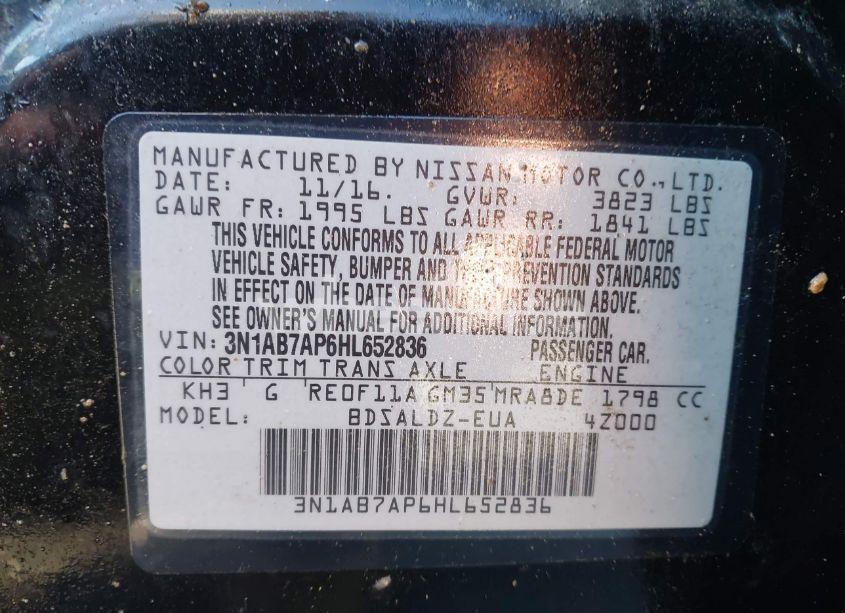 MANUFACTURED BY NISSAN MOTOR CO.,LTD.
DATE: 11/16. GVWR: 3823 LBS
GAWR FR: 1995 LBS GAWR RR: 1841 LBS
THIS VEHICLE CONFORMS TO ALL APPLICABLE FEDERAL MOTOR
VEHICLE SAFETY, BUMPER AND THEFT PREVENTION STANDARDS
IN EFFECT ON THE DATE OF MANUFACTURE SHOWN ABOVE.
SEE OWNER'S MANUAL FOR ADDITIONAL INFORMATION.
VIN: 3N1AB7AP6HL652836 PASSENGER CAR.
COLOR TRIM TRANS AXLE ENGINE
KH3 G RE0F11A GM35 MRA8DE 1798 CC
MODEL: BDSALDZ-EUA 4Z000
3N1AB7AP6HL652836